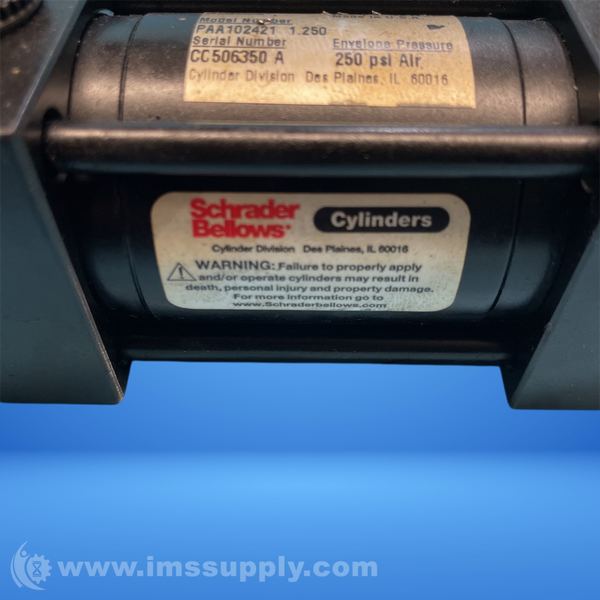 Model Number Made in U.S.A.
PAA102421 1.250
Serial Number Envelope Pressure
CC506350 A 250 psi Air
Cylinder Division Des Plaines, IL 60016
Schrader
Bellows Cylinders
Cylinder Division Des Plaines, IL 60016
WARNING: Failure to properly apply
and/or operate cylinders may result in
death, personal injury and property damage.
For more information go to
www.Schraderbellows.com
www.imssupply.com